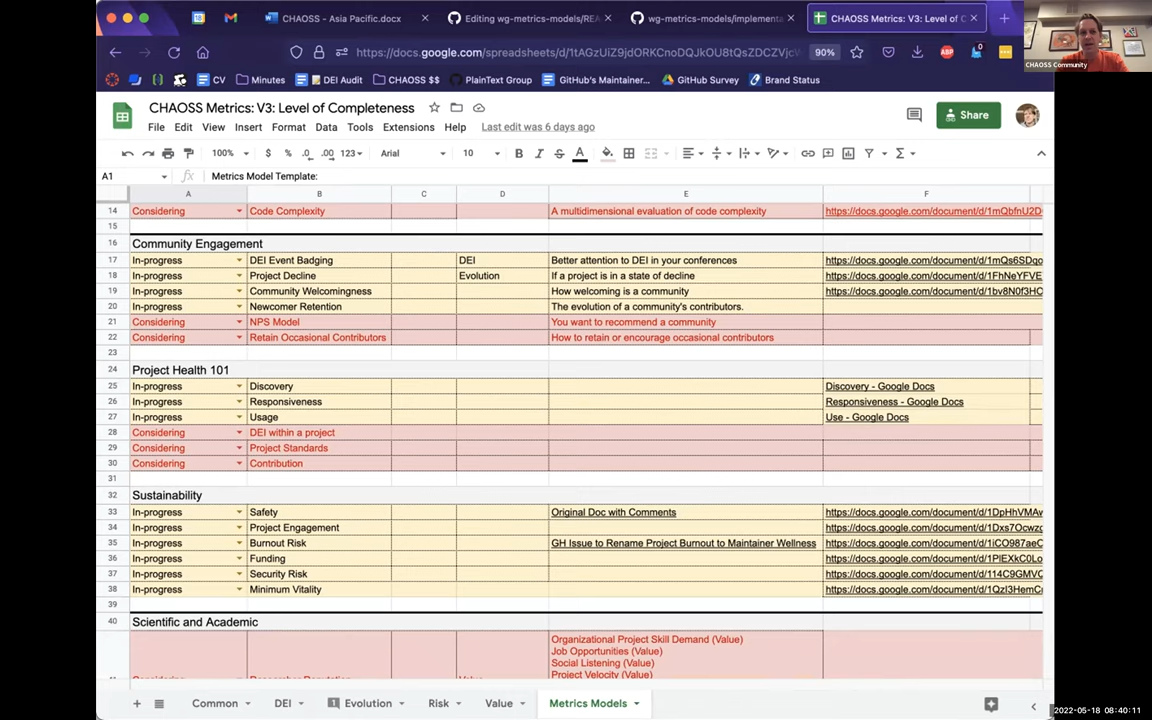 CHAOSS - Asia Pacific.docx
Editing wg-metrics-models/REA
wg-metrics-models/implementa
CHAOSS Metrics: V3: Level of C
https://docs.google.com/spreadsheets/d/1tAGzUiZ9jdORKCnoDQJkOU8tQsZDCZVjc
90%
CV
Minutes
DEI Audit
CHAOSS $$
PlainText Group
GitHub's Maintainer...
GitHub Survey
Brand Status
CHAOSS Community
CHAOSS Metrics: V3: Level of Completeness
File Edit View Insert Format Data Tools Extensions Help Last edit was 6 days ago
Share
100% $ % .0 .00 123 Arial 10 B I S A
A1 fx Metrics Model Template:
A B C D E F
14 Considering Code Complexity A multidimensional evaluation of code complexity https://docs.google.com/document/d/1mQbfnU2D
15
16 Community Engagement
17 In-progress DEI Event Badging DEI Better attention to DEI in your conferences https://docs.google.com/document/d/1mQs6SDqo
18 In-progress Project Decline Evolution If a project is in a state of decline https://docs.google.com/document/d/1FhNeYFVE
19 In-progress Community Welcomingness How welcoming is a community https://docs.google.com/document/d/1bv8N0f3HC
20 In-progress Newcomer Retention The evolution of a community's contributors.
21 Considering NPS Model You want to recommend a community
22 Considering Retain Occasional Contributors How to retain or encourage occasional contributors
23
24 Project Health 101
25 In-progress Discovery Discovery - Google Docs
26 In-progress Responsiveness Responsiveness - Google Docs
27 In-progress Usage Use - Google Docs
28 Considering DEI within a project
29 Considering Project Standards
30 Considering Contribution
31
32 Sustainability
33 In-progress Safety Original Doc with Comments https://docs.google.com/document/d/1DpHhVMAw
34 In-progress Project Engagement https://docs.google.com/document/d/1Dxs7Ocwzg
35 In-progress Burnout Risk GH Issue to Rename Project Burnout to Maintainer Wellness https://docs.google.com/document/d/1iCO987aeC
36 In-progress Funding https://docs.google.com/document/d/1PlEXkC0Lo
37 In-progress Security Risk https://docs.google.com/document/d/114C9GMVC
38 In-progress Minimum Vitality https://docs.google.com/document/d/1QzI3HemC
39
40 Scientific and Academic
Organizational Project Skill Demand (Value)
Job Opportunities (Value)
Social Listening (Value)
Project Velocity (Value)
Common DEI Evolution Risk Value Metrics Models
2022-05-18 08:40:11